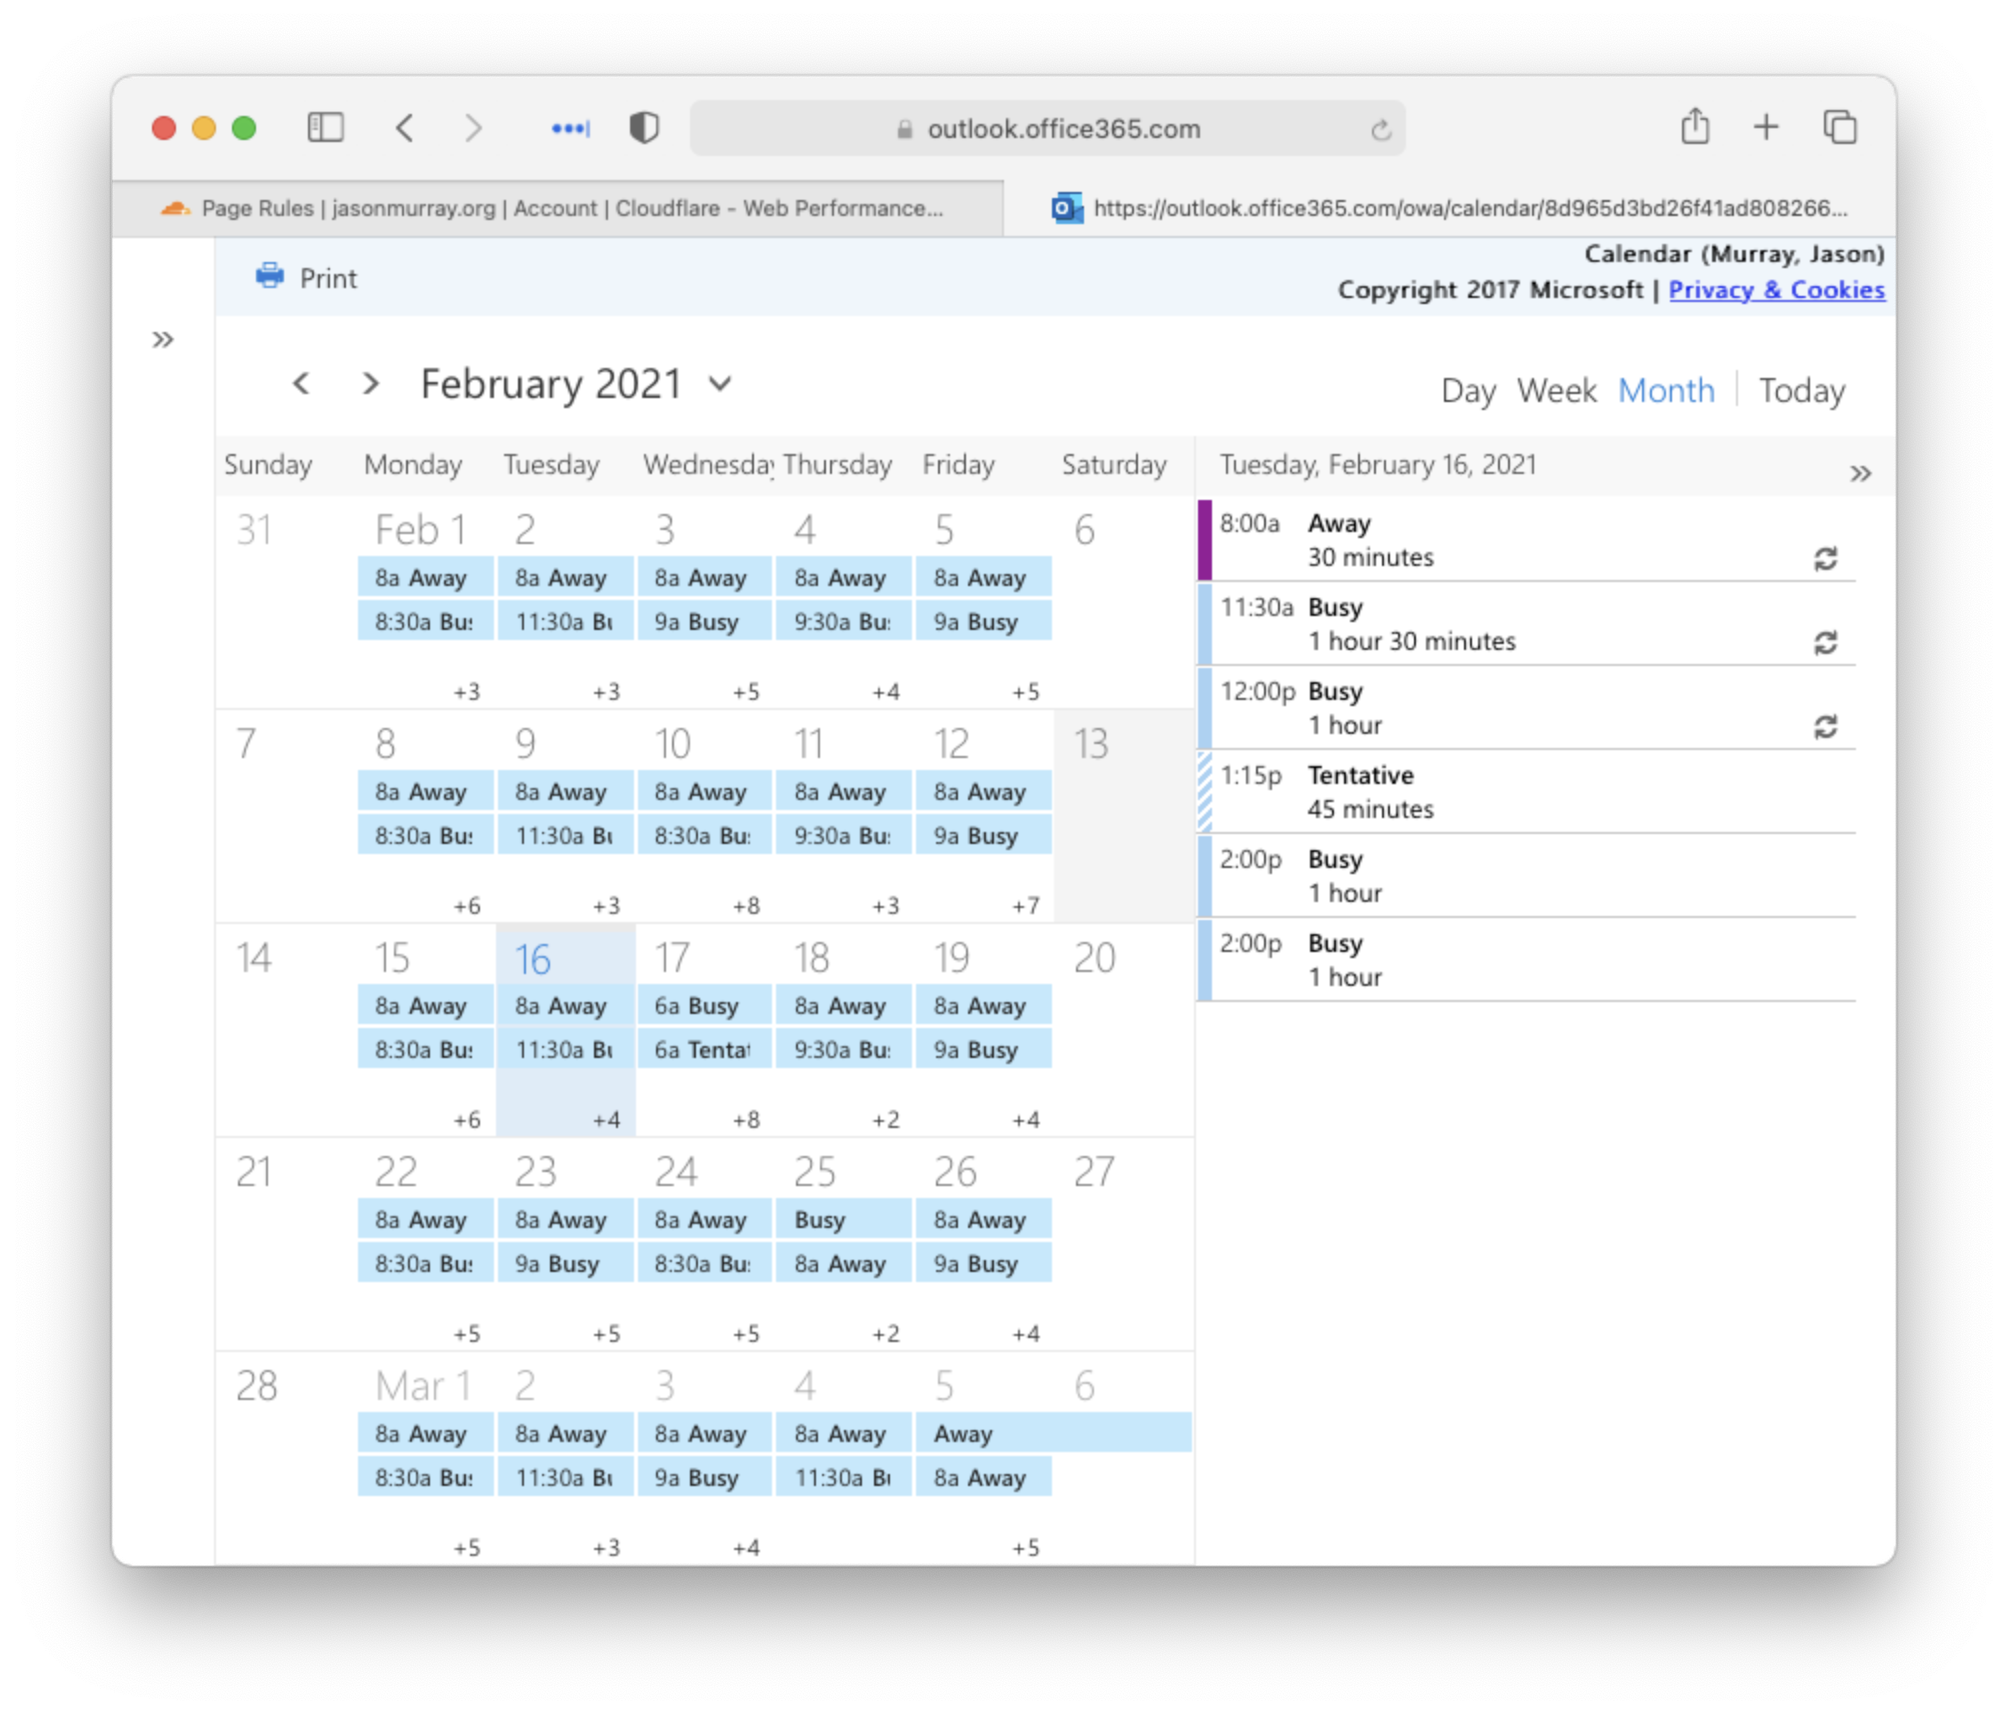 outlook.office365.com
Page Rules | jasonmurray.org | Account | Cloudflare - Web Performance...
https://outlook.office365.com/owa/calendar/8d965d3bd26f41ad808266...
Print
Calendar (Murray, Jason)
Copyright 2017 Microsoft | Privacy & Cookies
February 2021
Day Week Month Today
Sunday Monday Tuesday Wednesday Thursday Friday Saturday
31 Feb 1 2 3 4 5 6
8a Away 8a Away 8a Away 8a Away 8a Away
8:30a Bus 11:30a Bu 9a Busy 9:30a Bus 9a Busy
+3 +3 +5 +4 +5
7 8 9 10 11 12 13
8a Away 8a Away 8a Away 8a Away 8a Away
8:30a Bus 11:30a Bu 8:30a Bus 9:30a Bus 9a Busy
+6 +3 +8 +3 +7
14 15 16 17 18 19 20
8a Away 8a Away 6a Busy 8a Away 8a Away
8:30a Bus 11:30a Bu 6a Tentat 9:30a Bus 9a Busy
+6 +4 +8 +2 +4
21 22 23 24 25 26 27
8a Away 8a Away 8a Away Busy 8a Away
8:30a Bus 9a Busy 8:30a Bus 8a Away 9a Busy
+5 +5 +5 +2 +4
28 Mar 1 2 3 4 5 6
8a Away 8a Away 8a Away 8a Away Away
8:30a Bus 11:30a Bu 9a Busy 11:30a Bu 8a Away
+5 +3 +4 +5
Tuesday, February 16, 2021
8:00a Away
30 minutes
11:30a Busy
1 hour 30 minutes
12:00p Busy
1 hour
1:15p Tentative
45 minutes
2:00p Busy
1 hour
2:00p Busy
1 hour